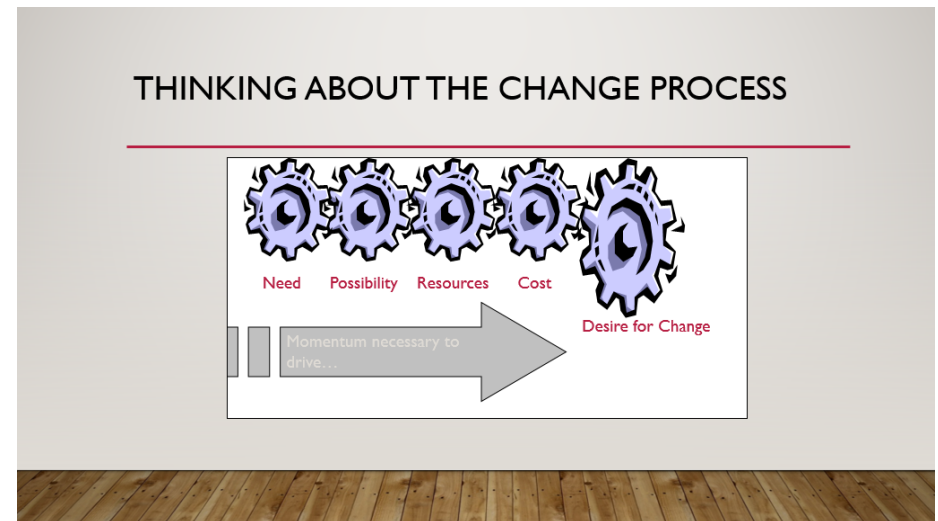 THINKING ABOUT THE CHANGE PROCESS
Need Possibility Resources Cost
Desire for Change
Momentum necessary to
drive…